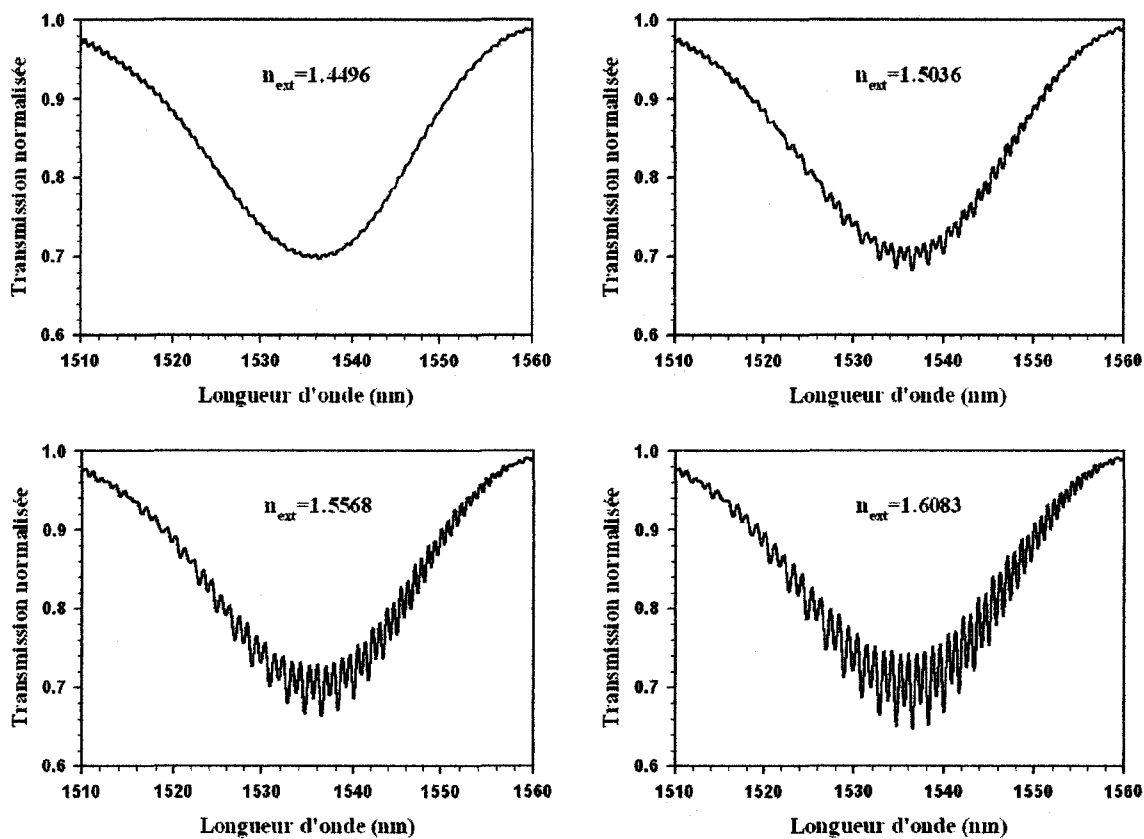 Transmission normalisée
1.0
0.9
0.8
0.7
0.6
n_ext=1.4496
1510 1520 1530 1540 1550 1560
Longueur d'onde (nm)
Transmission normalisée
1.0
0.9
0.8
0.7
0.6
n_ext=1.5036
1510 1520 1530 1540 1550 1560
Longueur d'onde (nm)
Transmission normalisée
1.0
0.9
0.8
0.7
0.6
n_ext=1.5568
1510 1520 1530 1540 1550 1560
Longueur d'onde (nm)
Transmission normalisée
1.0
0.9
0.8
0.7
0.6
n_ext=1.6083
1510 1520 1530 1540 1550 1560
Longueur d'onde (nm)